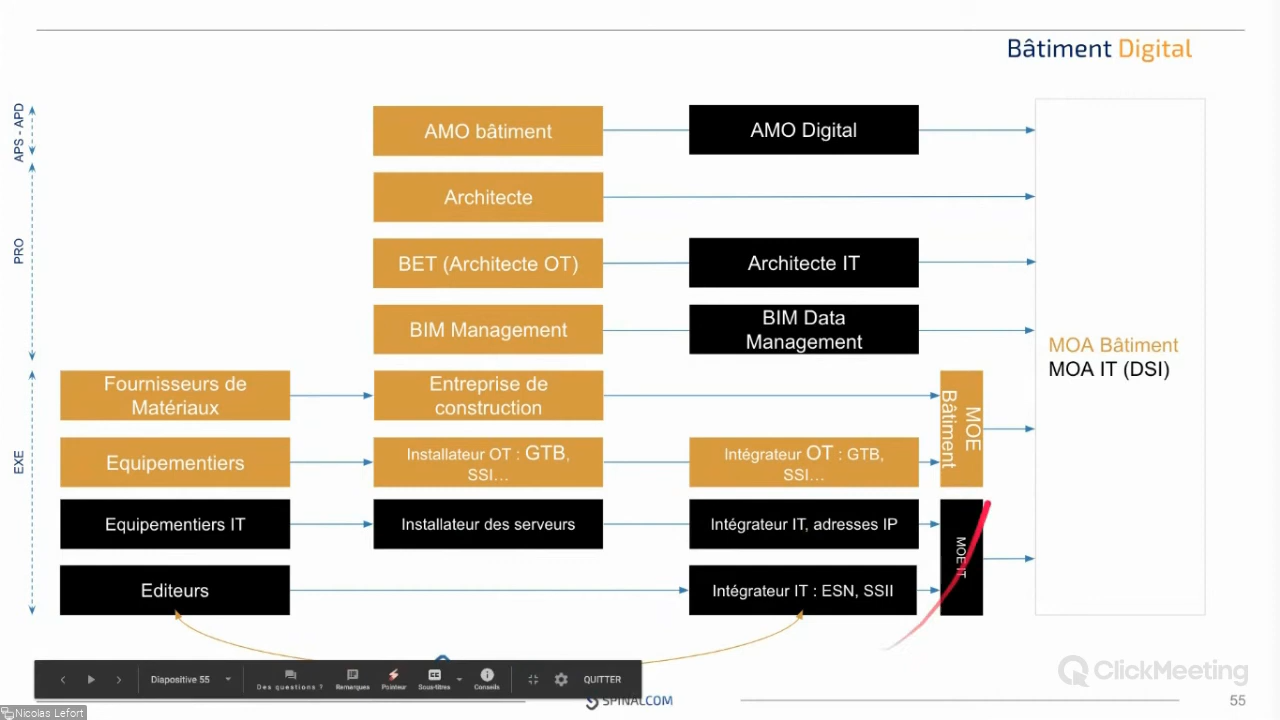 Bâtiment Digital
APS - APD
AMO bâtiment
AMO Digital
Architecte
PRO
BET (Architecte OT)
Architecte IT
BIM Management
BIM Data
Management
MOA Bâtiment
MOA IT (DSI)
EXE
Fournisseurs de
Matériaux
Entreprise de
construction
MOE
Bâtiment
Equipementiers
Installateur OT : GTB,
SSI...
Intégrateur OT : GTB,
SSI...
Equipementiers IT
Installateur des serveurs
Intégrateur IT, adresses IP
MOE IT
Editeurs
Intégrateur IT : ESN, SSII
Diapositive 55
Des questions ?
Remarques
Pointeur
Sous-titres
Conseils
QUITTER
ClickMeeting
SPINALCOM
55
Nicolas Lefort